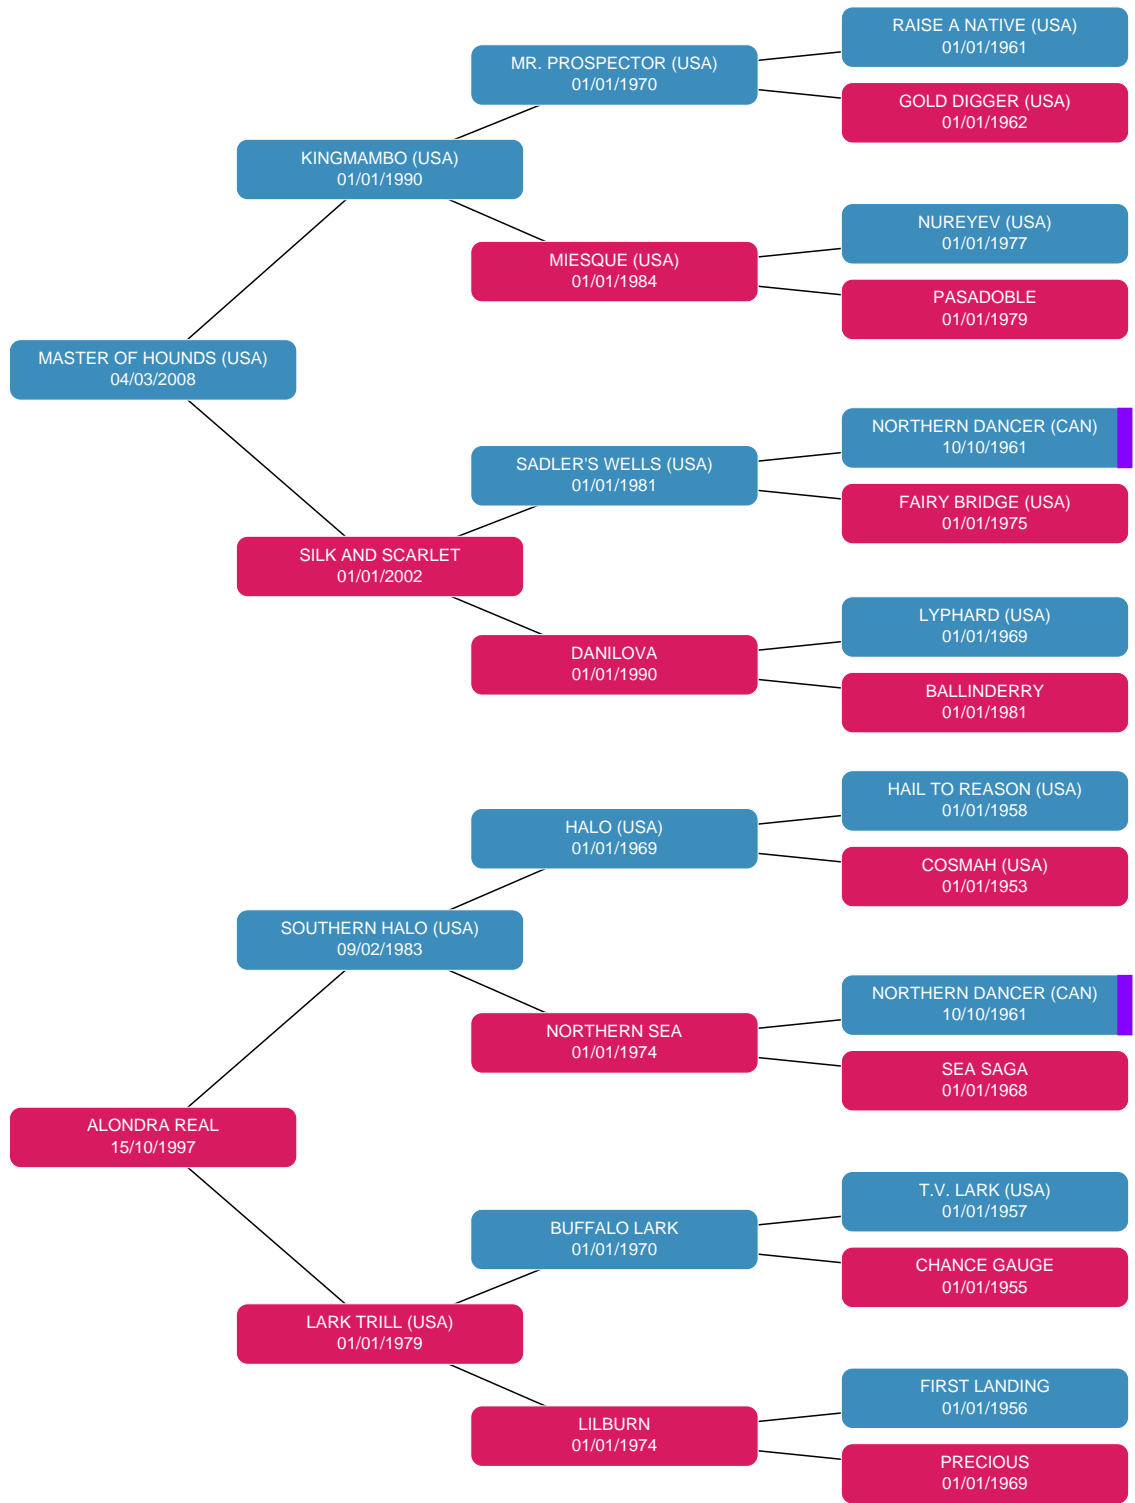 RAISE A NATIVE (USA)
01/01/1961
MR. PROSPECTOR (USA)
01/01/1970
GOLD DIGGER (USA)
01/01/1962
KINGMAMBO (USA)
01/01/1990
NUREYEV (USA)
01/01/1977
MIESQUE (USA)
01/01/1984
PASADOBLE
01/01/1979
MASTER OF HOUNDS (USA)
04/03/2008
NORTHERN DANCER (CAN)
10/10/1961
SADLER'S WELLS (USA)
01/01/1981
FAIRY BRIDGE (USA)
01/01/1975
SILK AND SCARLET
01/01/2002
LYPHARD (USA)
01/01/1969
DANILOVA
01/01/1990
BALLINDERRY
01/01/1981
HAIL TO REASON (USA)
01/01/1958
HALO (USA)
01/01/1969
COSMAH (USA)
01/01/1953
SOUTHERN HALO (USA)
09/02/1983
NORTHERN DANCER (CAN)
10/10/1961
NORTHERN SEA
01/01/1974
SEA SAGA
01/01/1968
ALONDRA REAL
15/10/1997
T.V. LARK (USA)
01/01/1957
BUFFALO LARK
01/01/1970
CHANCE GAUGE
01/01/1955
LARK TRILL (USA)
01/01/1979
FIRST LANDING
01/01/1956
LILBURN
01/01/1974
PRECIOUS
01/01/1969